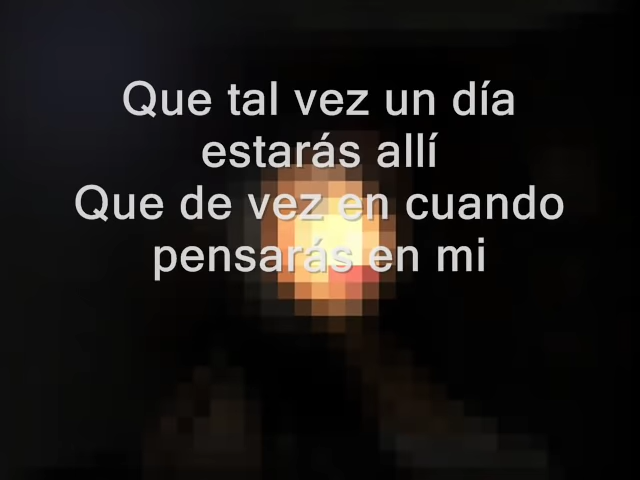 Que tal vez un día
estarás allí
Que de vez en cuando
pensarás en mi